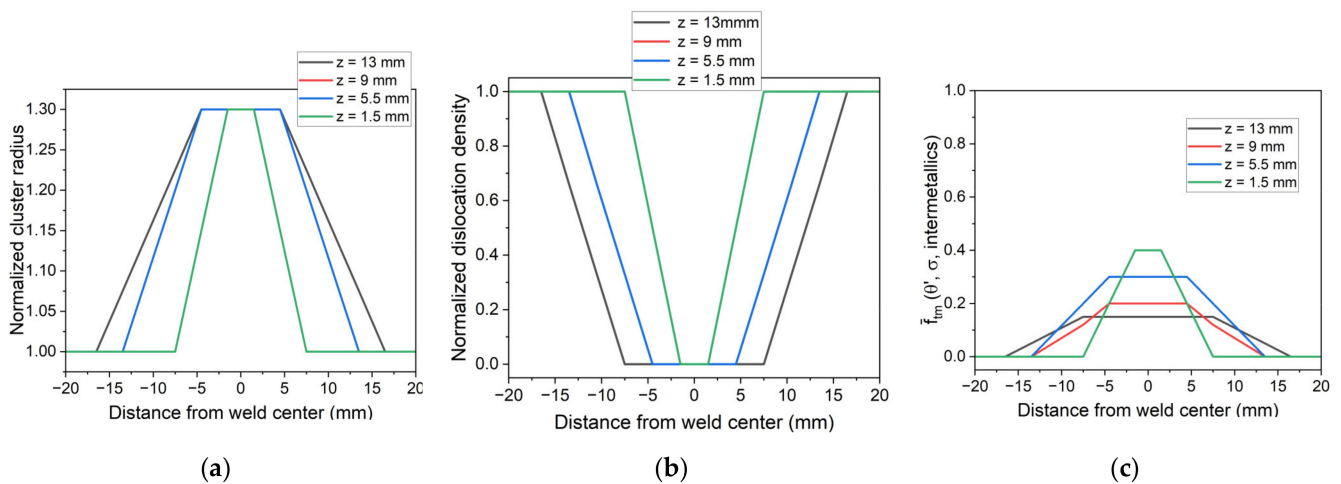 z = 13 mm
z = 9 mm
z = 5.5 mm
z = 1.5 mm
Normalized cluster radius
1.30
1.25
1.20
1.15
1.10
1.05
1.00
−20 −15 −10 −5 0 5 10 15 20
Distance from weld center (mm)
(a)
z = 13mmm
z = 9 mm
z = 5.5 mm
z = 1.5 mm
Normalized dislocation density
1.0
0.8
0.6
0.4
0.2
0.0
−20 −15 −10 −5 0 5 10 15 20
Distance from weld center (mm)
(b)
z = 13 mm
z = 9 mm
z = 5.5 mm
z = 1.5 mm
f̄tm (θ', σ, intermetallics)
1.0
0.8
0.6
0.4
0.2
0.0
−20 −15 −10 −5 0 5 10 15 20
Distance from weld center (mm)
(c)